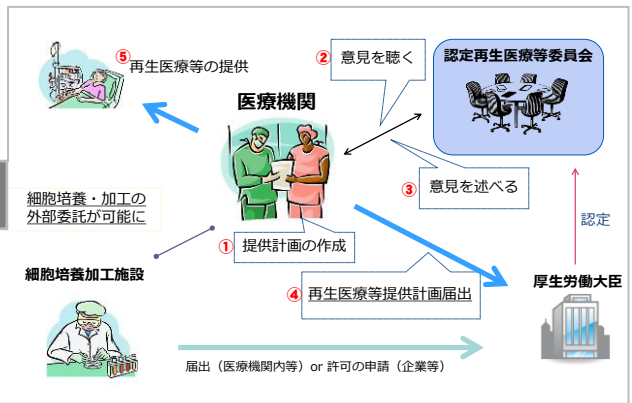 ⑤
再生医療等の提供
② 意見を聴く
認定再生医療等委員会
医療機関
③ 意見を述べる
細胞培養・加工の
外部委託が可能に
認定
① 提供計画の作成
細胞培養加工施設
厚生労働大臣
④ 再生医療等提供計画届出
届出（医療機関内等）or 許可の申請（企業等）